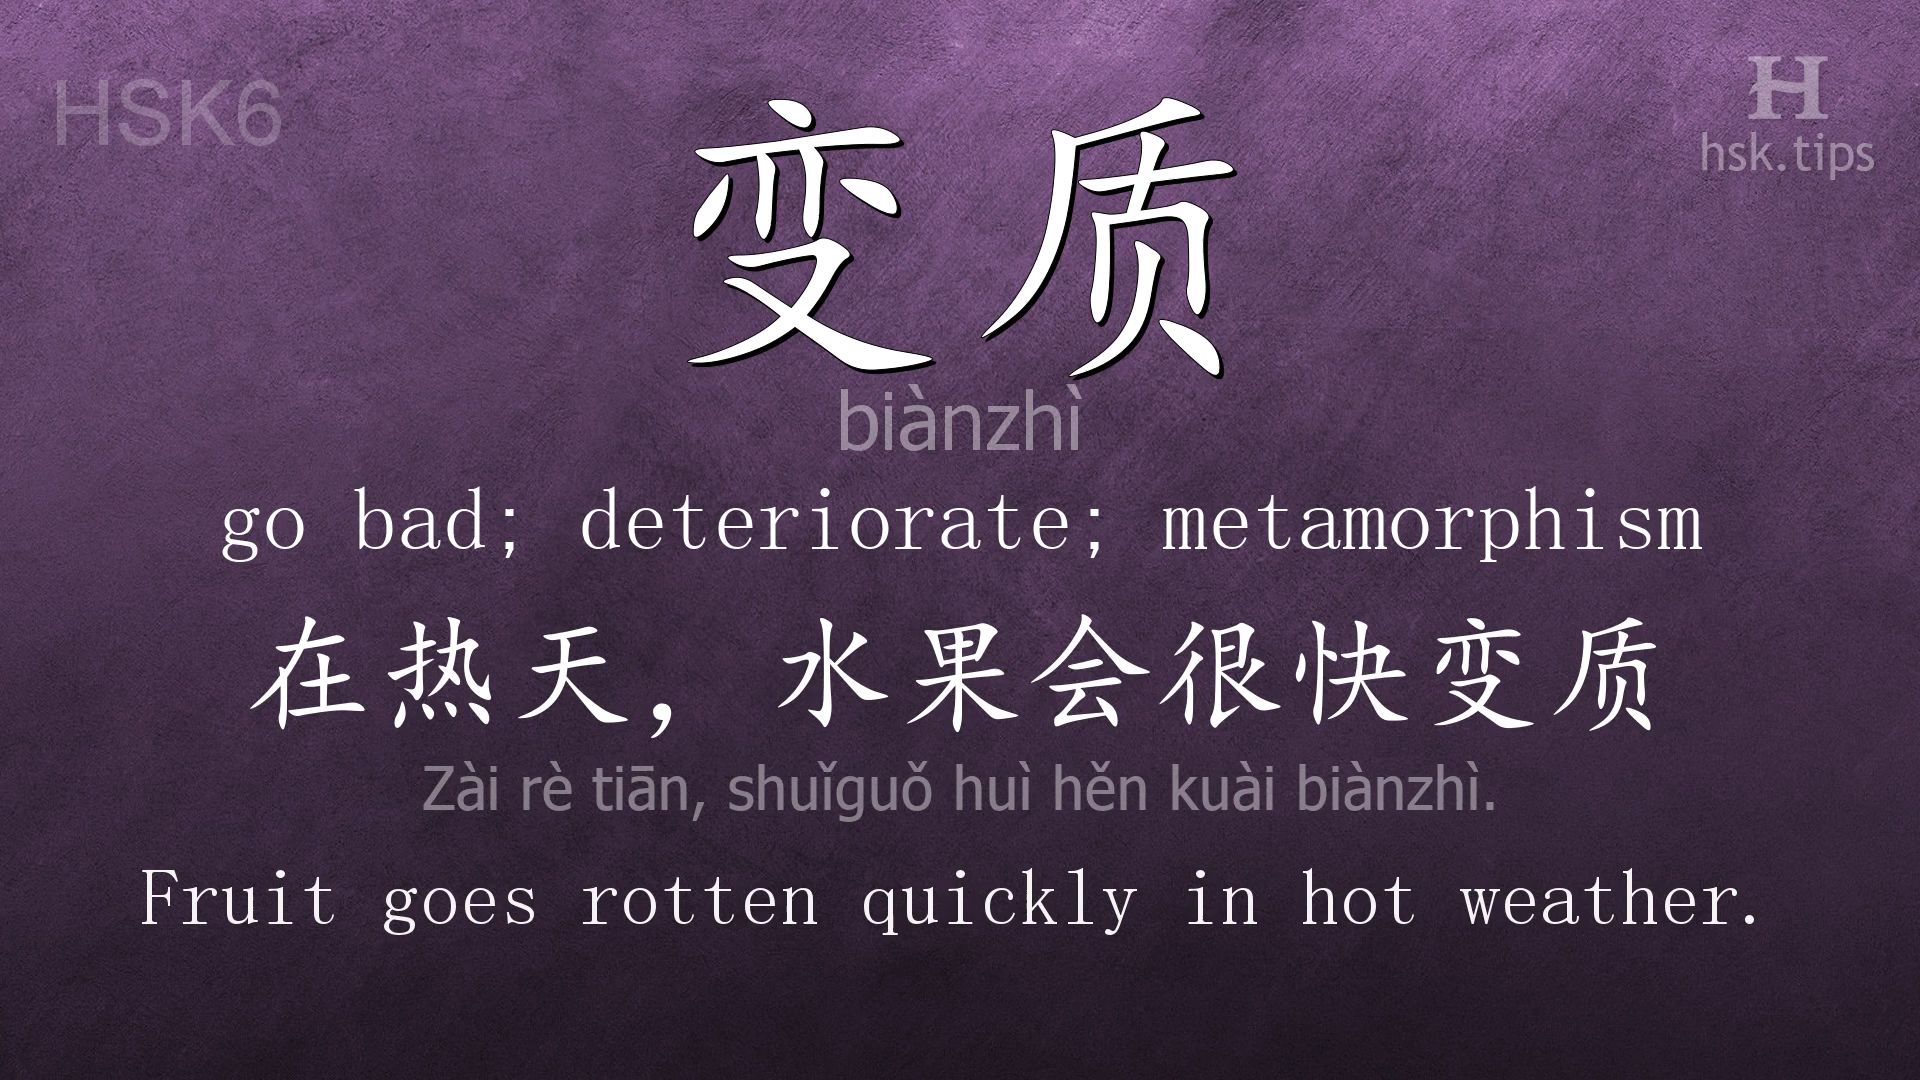 HSK6
H
hsk.tips
变质
biànzhì
go bad; deteriorate; metamorphism
在热天，水果会很快变质
Zài rè tiān, shuǐguǒ huì hěn kuài biànzhì.
Fruit goes rotten quickly in hot weather.